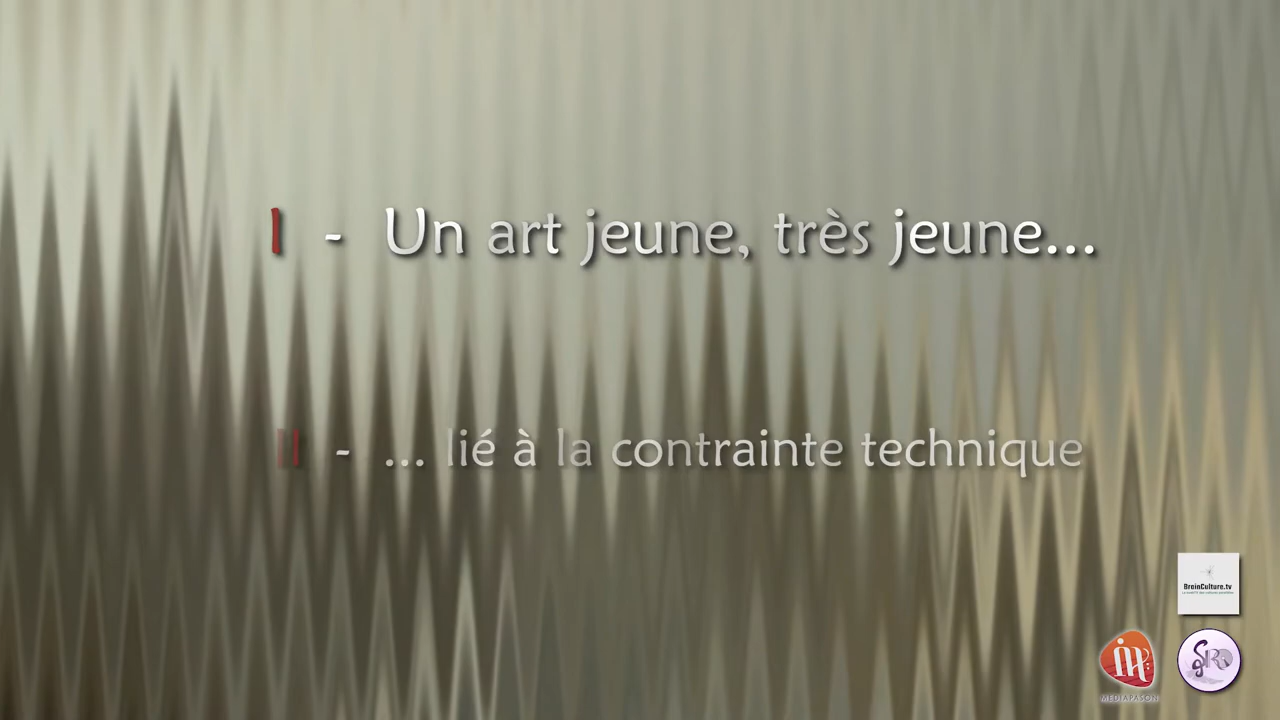 I - Un art jeune, très jeune...
II - ... lié à la contrainte technique
BreinCulture.tv
MEDIAPASON